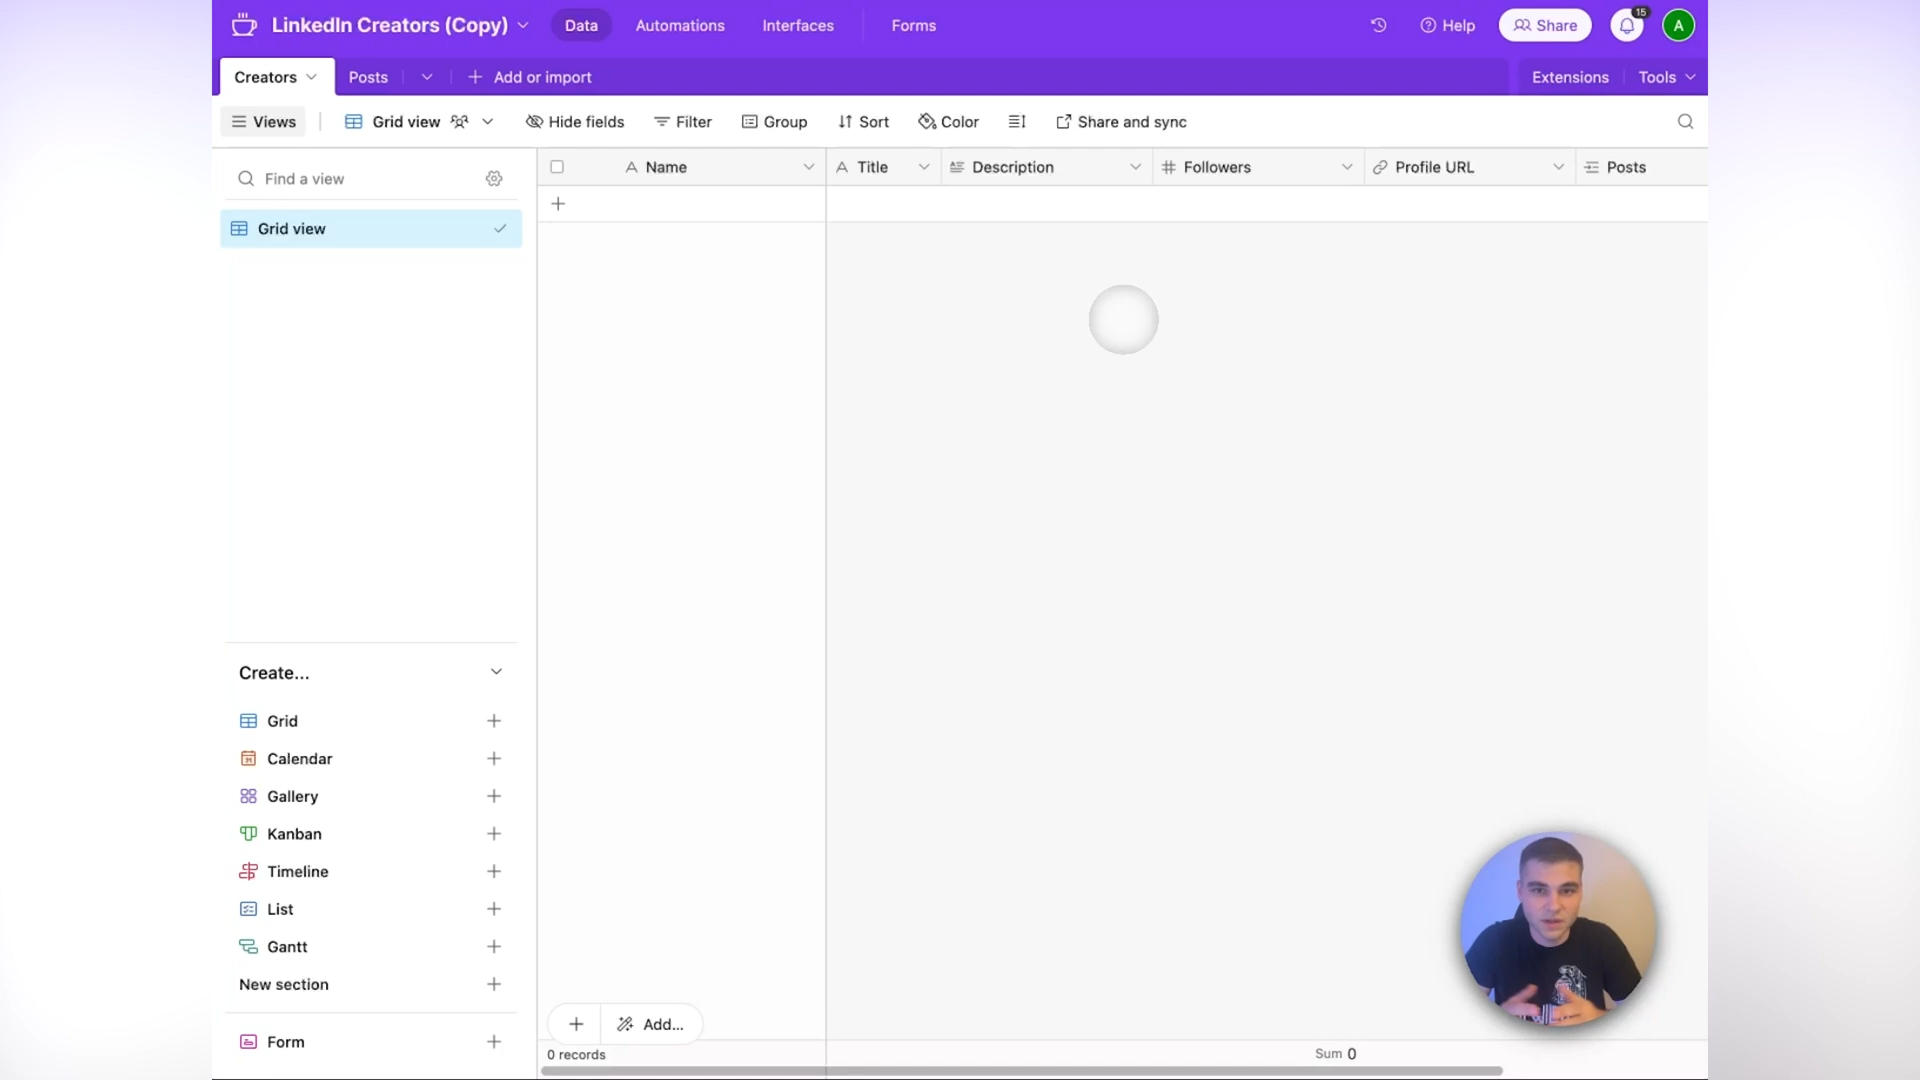 LinkedIn Creators (Copy)
Data
Automations
Interfaces
Forms
Help
Share
15
A
Creators
Posts
Add or import
Extensions
Tools
Views
Grid view
Hide fields
Filter
Group
Sort
Color
Share and sync
Find a view
Grid view
Name
Title
Description
Followers
Profile URL
Posts
Create...
Grid
Calendar
Gallery
Kanban
Timeline
List
Gantt
New section
Form
Add...
0 records
Sum 0